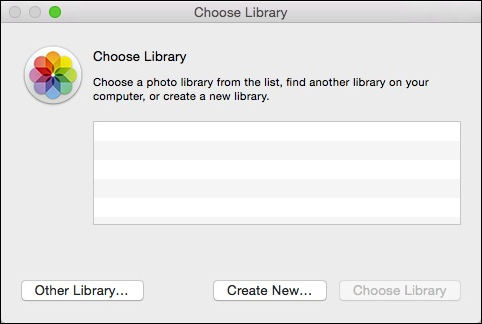 Choose Library
Choose Library
Choose a photo library from the list, find another library on your
computer, or create a new library.
Other Library...
Create New...
Choose Library